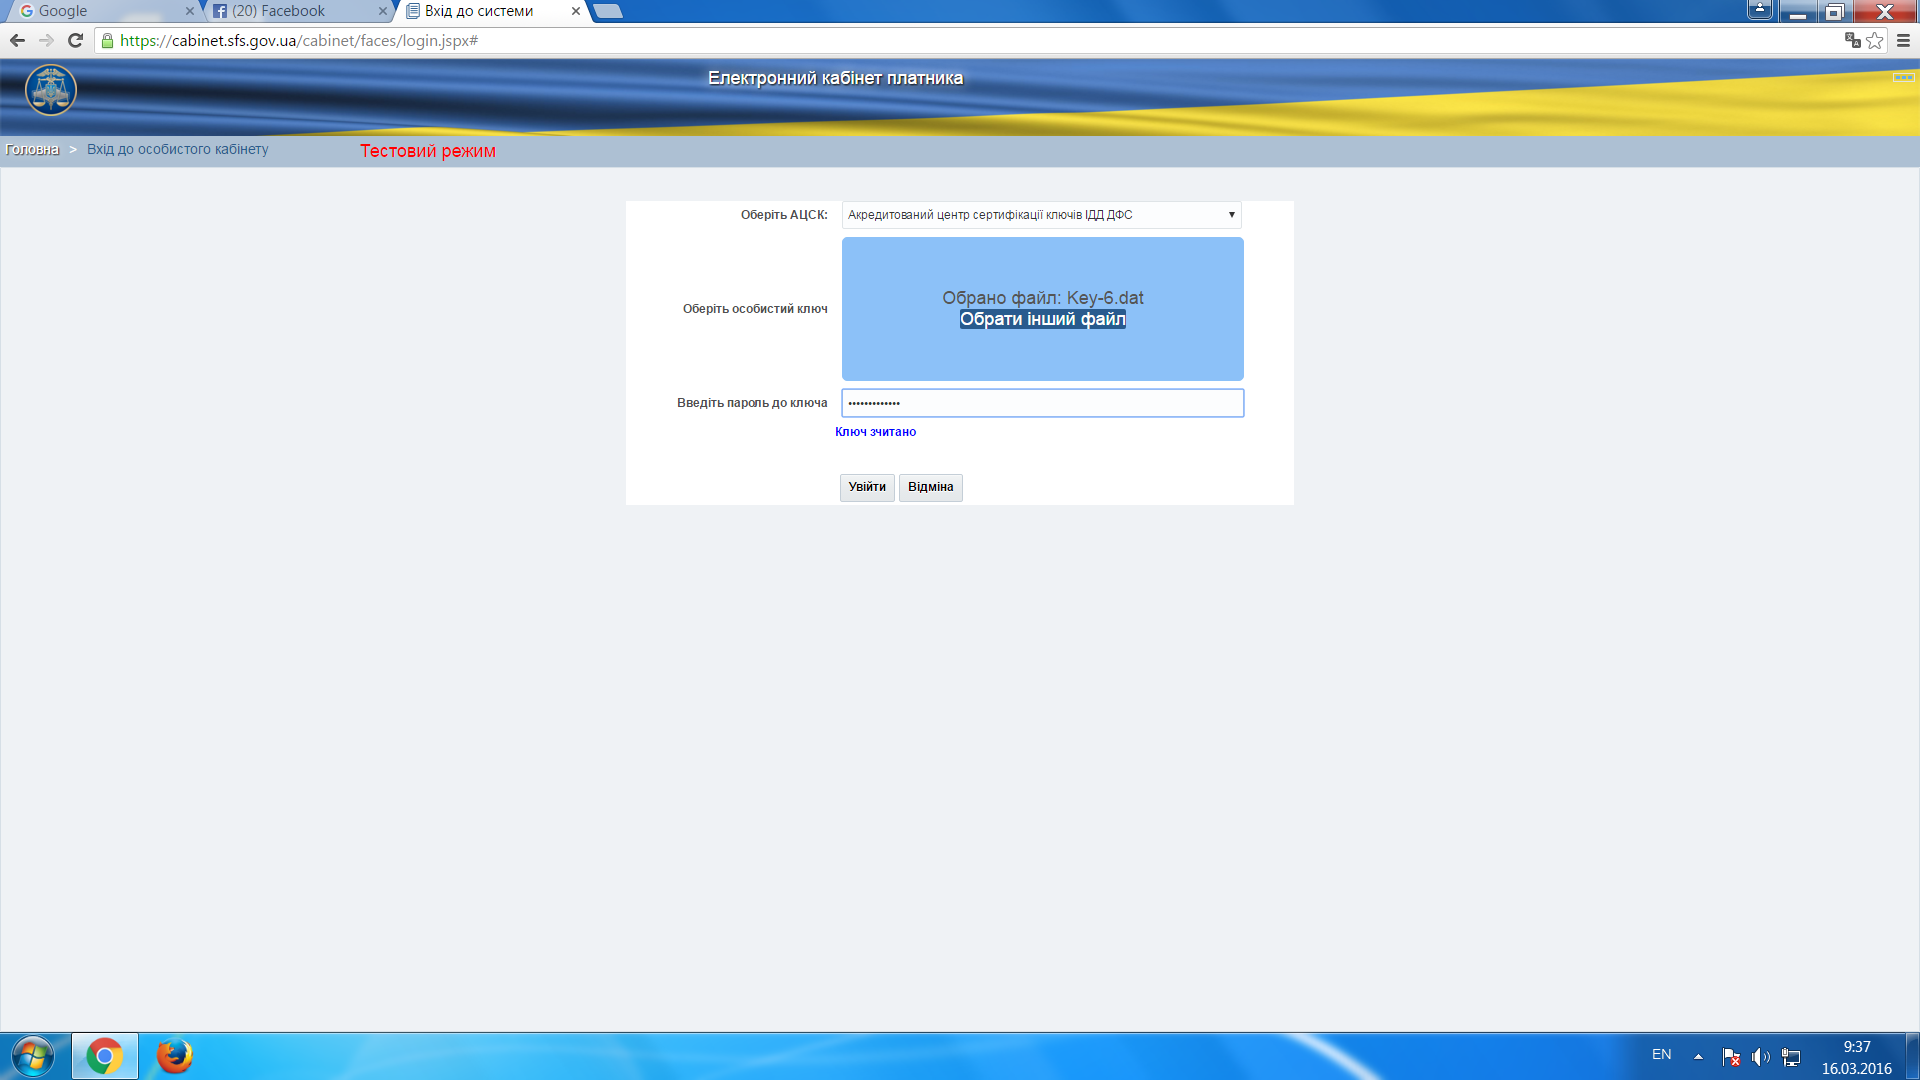 Google
(20) Facebook
Вхід до системи
https://cabinet.sfs.gov.ua/cabinet/faces/login.jspx#
Електронний кабінет платника
Головна > Вхід до особистого кабінету
Тестовий режим
Оберіть АЦСК:
Акредитований центр сертифікації ключів ІДД ДФС
Оберіть особистий ключ
Обрано файл: Key-6.dat
Обрати інший файл
Введіть пароль до ключа
Ключ зчитано
Увійти
Відміна
EN
9:37
16.03.2016